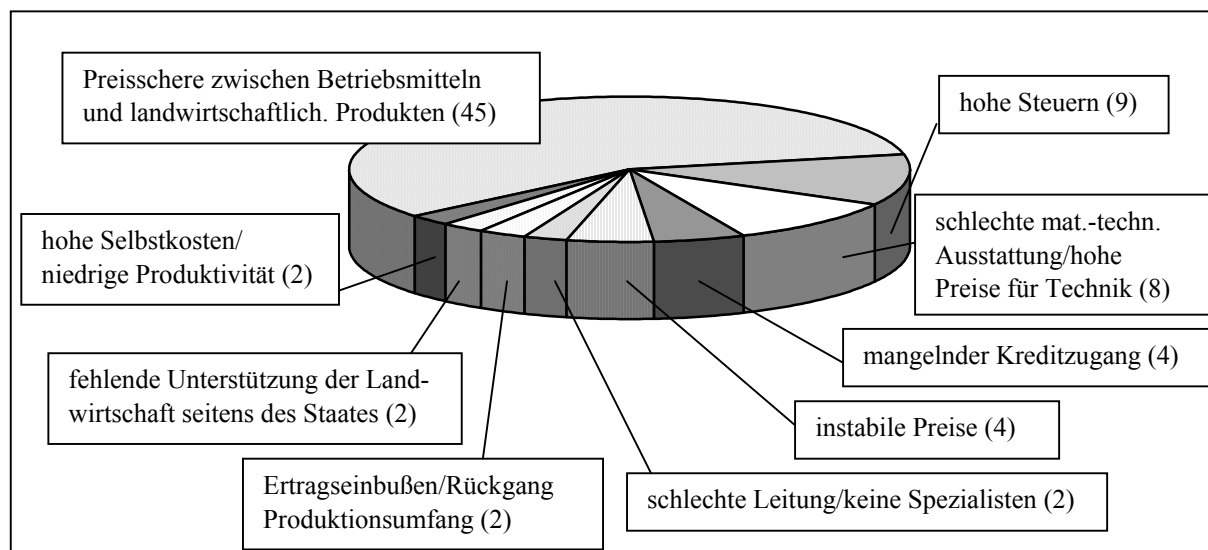 Preisschere zwischen Betriebsmitteln
und landwirtschaftlich. Produkten (45)
hohe Steuern (9)
schlechte mat.-techn.
Ausstattung/hohe
Preise für Technik (8)
hohe Selbstkosten/
niedrige Produktivität (2)
mangelnder Kreditzugang (4)
fehlende Unterstützung der Land-
wirtschaft seitens des Staates (2)
instabile Preise (4)
Ertragseinbußen/Rückgang
Produktionsumfang (2)
schlechte Leitung/keine Spezialisten (2)